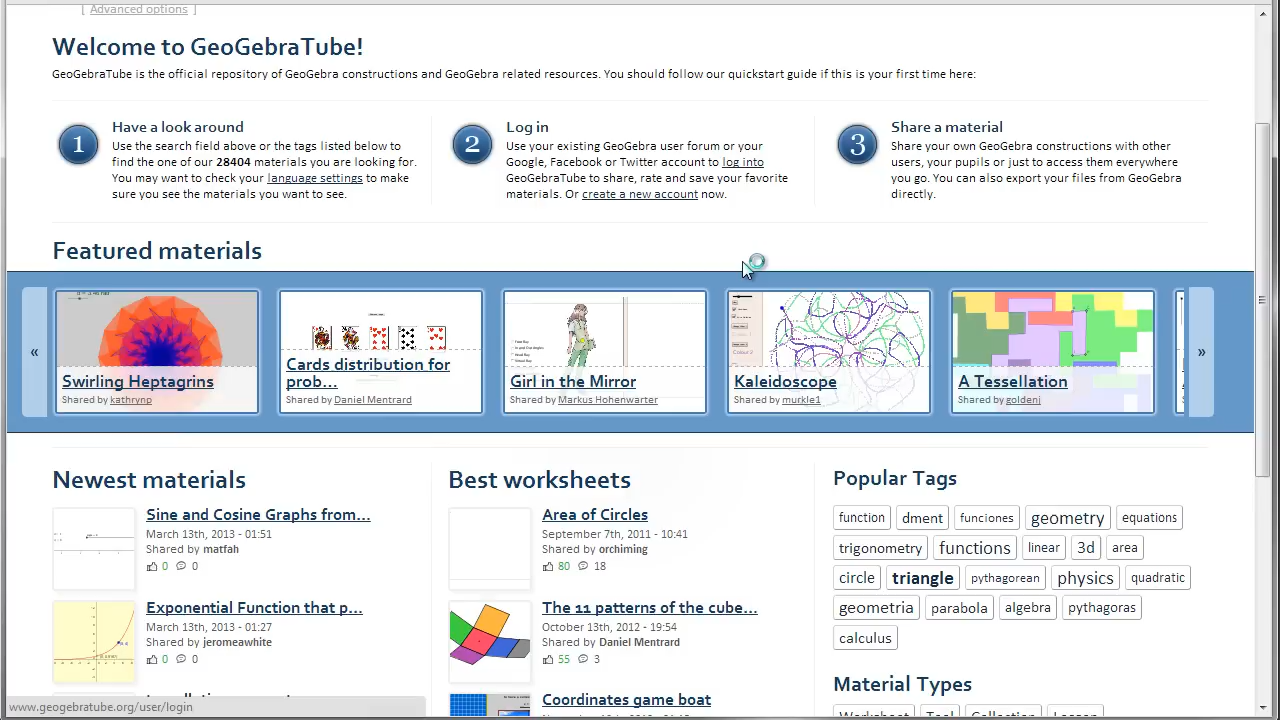 [ Advanced options ]
Welcome to GeoGebraTube!
GeoGebraTube is the official repository of GeoGebra constructions and GeoGebra related resources. You should follow our quickstart guide if this is your first time here:
1
Have a look around
Use the search field above or the tags listed below to
find the one of our 28404 materials you are looking for.
You may want to check your language settings to make
sure you see the materials you want to see.
2
Log in
Use your existing GeoGebra user forum or your
Google, Facebook or Twitter account to log into
GeoGebraTube to share, rate and save your favorite
materials. Or create a new account now.
3
Share a material
Share your own GeoGebra constructions with other
users, your pupils or just to access them everywhere
you go. You can also export your files from GeoGebra
directly.
Featured materials
«
Swirling Heptagrins
Shared by kathrynp
Cards distribution for
prob...
Shared by Daniel Mentrard
Girl in the Mirror
Shared by Markus Hohenwarter
Kaleidoscope
Shared by murkle1
A Tessellation
Shared by goldenj
»
Newest materials
Sine and Cosine Graphs from...
March 13th, 2013 - 01:51
Shared by matfah
0 0
Exponential Function that p...
March 13th, 2013 - 01:27
Shared by jeromeawhite
0 0
Best worksheets
Area of Circles
September 7th, 2011 - 10:41
Shared by orchiming
80 18
The 11 patterns of the cube...
October 13th, 2012 - 19:54
Shared by Daniel Mentrard
55 3
Coordinates game boat
Popular Tags
function dment funciones geometry equations
trigonometry functions linear 3d area
circle triangle pythagorean physics quadratic
geometria parabola algebra pythagoras
calculus
Material Types
Worksheet Tool Collection Lesson
www.geogebratube.org/user/login